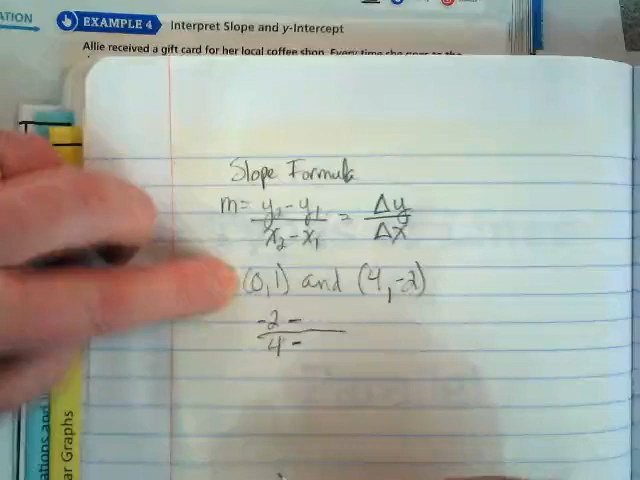 ATION
EXAMPLE 4 Interpret Slope and y-Intercept
Allie received a gift card for her local coffee shop. Every time she goes to the
Slope Formula
m = y₂ - y₁ / x₂ - x₁ = Δy / Δx
(0,1) and (4,-2)
-2 -
4 -
ations and
ar Graphs